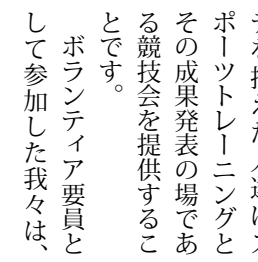 ポーツトレーニングと
その成果発表の場であ
る競技会を提供するこ
とです。
　ボランティア要員と
して参加した我々は、